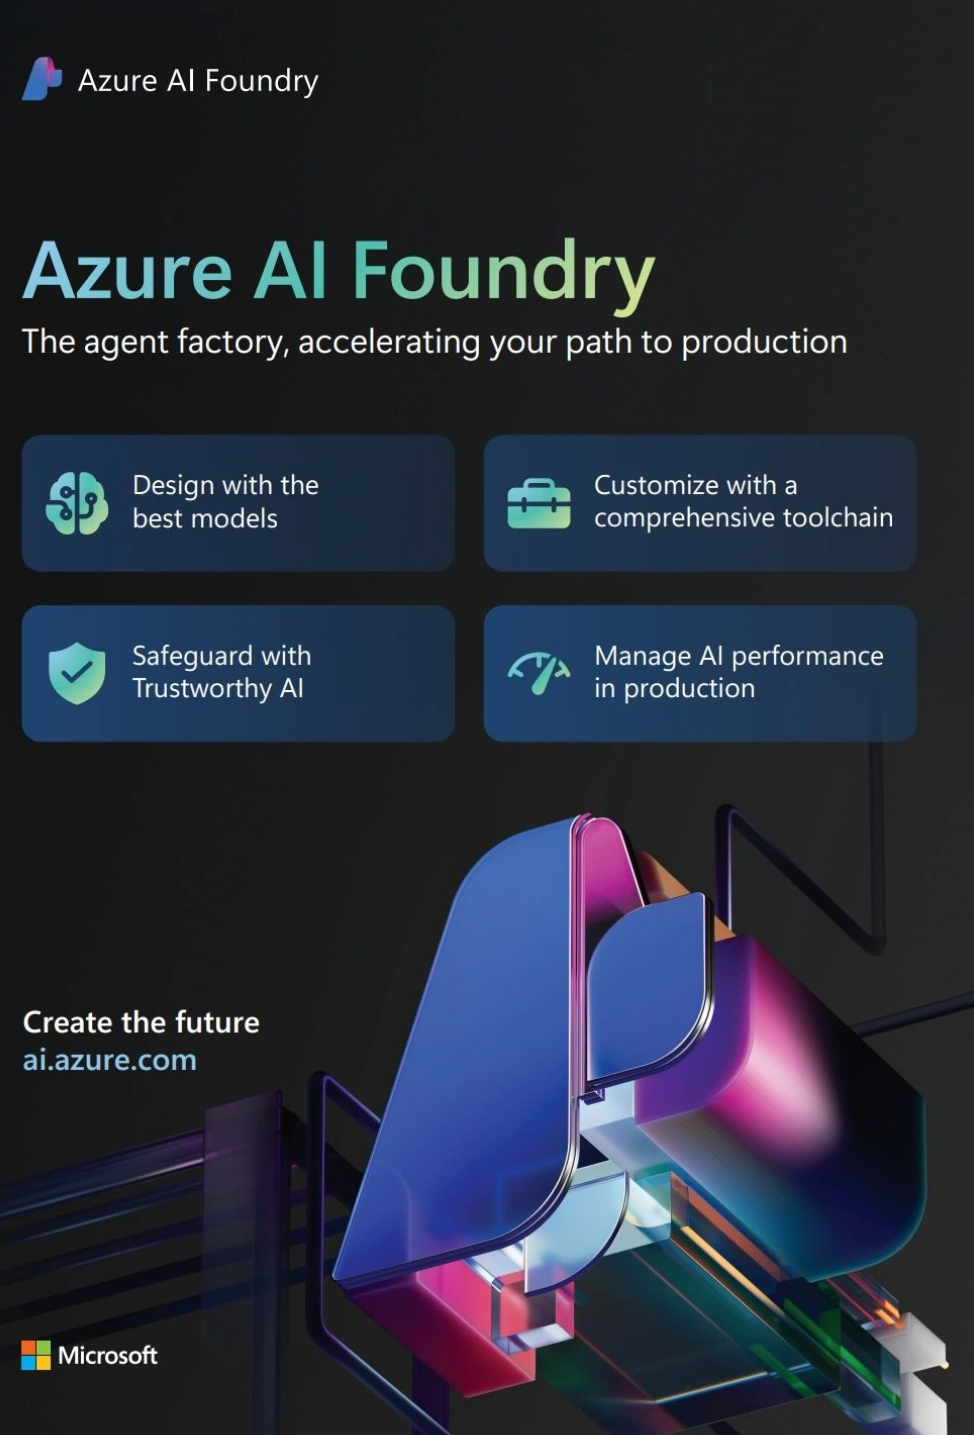 Azure AI Foundry
Azure AI Foundry
The agent factory, accelerating your path to production
Design with the
best models
Customize with a
comprehensive toolchain
Safeguard with
Trustworthy AI
Manage AI performance
in production
Create the future
ai.azure.com
Microsoft